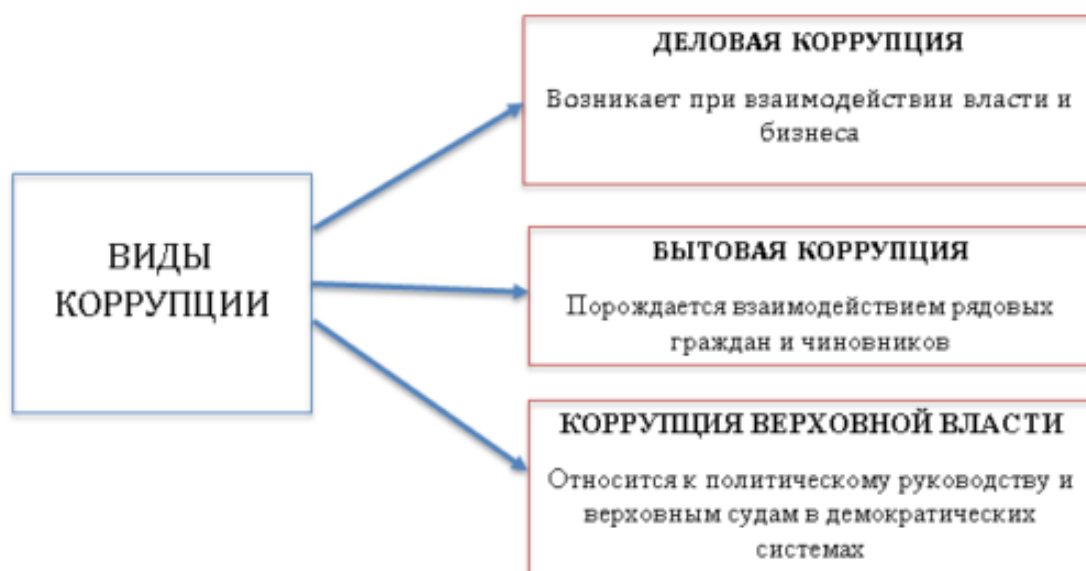 ВИДЫ
КОРРУПЦИИ
ДЕЛОВАЯ КОРРУПЦИЯ
Возникает при взаимодействии власти и
бизнеса
БЫТОВАЯ КОРРУПЦИЯ
Порождается взаимодействием рядовых
граждан и чиновников
КОРРУПЦИЯ ВЕРХОВНОЙ ВЛАСТИ
Относится к политическому руководству и
верховным судам в демократических
системах